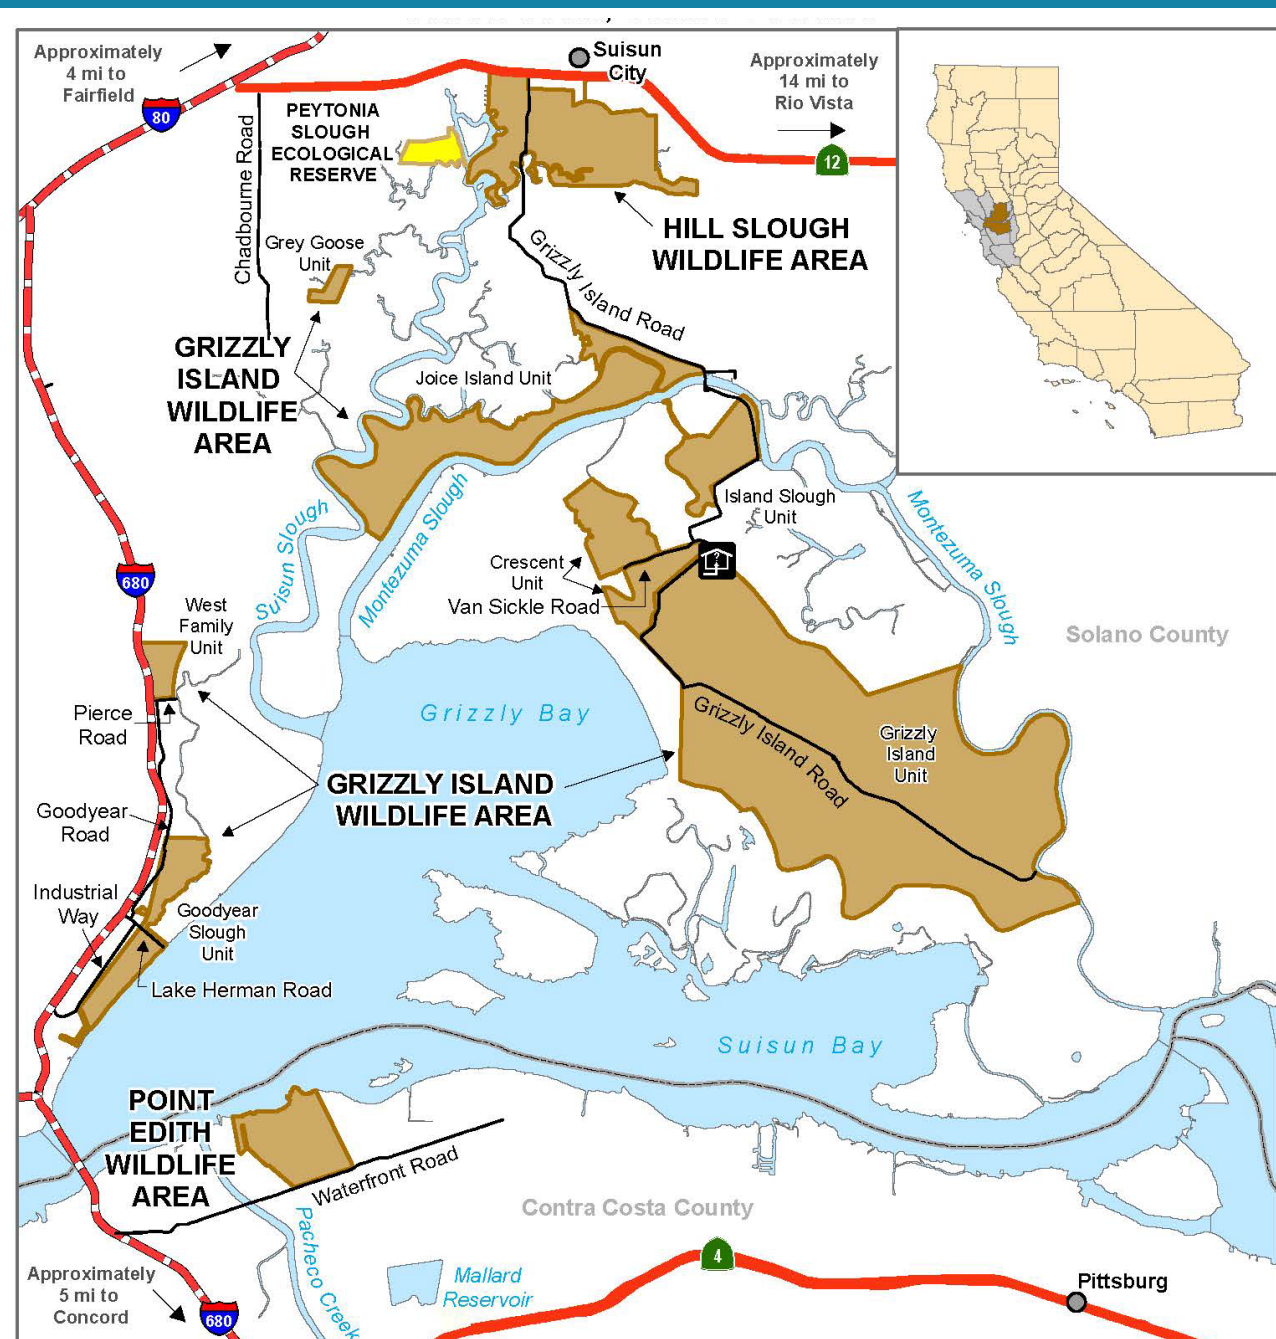 Approximately
4 mi to
Fairfield
80
Suisun
City
Approximately
14 mi to
Rio Vista
12
PEYTONIA
SLOUGH
ECOLOGICAL
RESERVE
Chadbourne Road
HILL SLOUGH
WILDLIFE AREA
Grey Goose
Unit
Grizzly Island Road
GRIZZLY
ISLAND
WILDLIFE
AREA
Joice Island Unit
Island Slough
Unit
Montezuma Slough
Suisun Slough
Montezuma Slough
Crescent
Unit
Van Sickle Road
?
680
West
Family
Unit
Solano County
Pierce
Road
Grizzly Bay
Grizzly Island Road
Grizzly
Island
Unit
GRIZZLY ISLAND
WILDLIFE AREA
Goodyear
Road
Industrial
Way
Goodyear
Slough
Unit
Lake Herman Road
Suisun Bay
POINT
EDITH
WILDLIFE
AREA
Waterfront Road
Contra Costa County
Pacheco Creek
4
Approximately
5 mi to
Concord
680
Mallard
Reservoir
Pittsburg